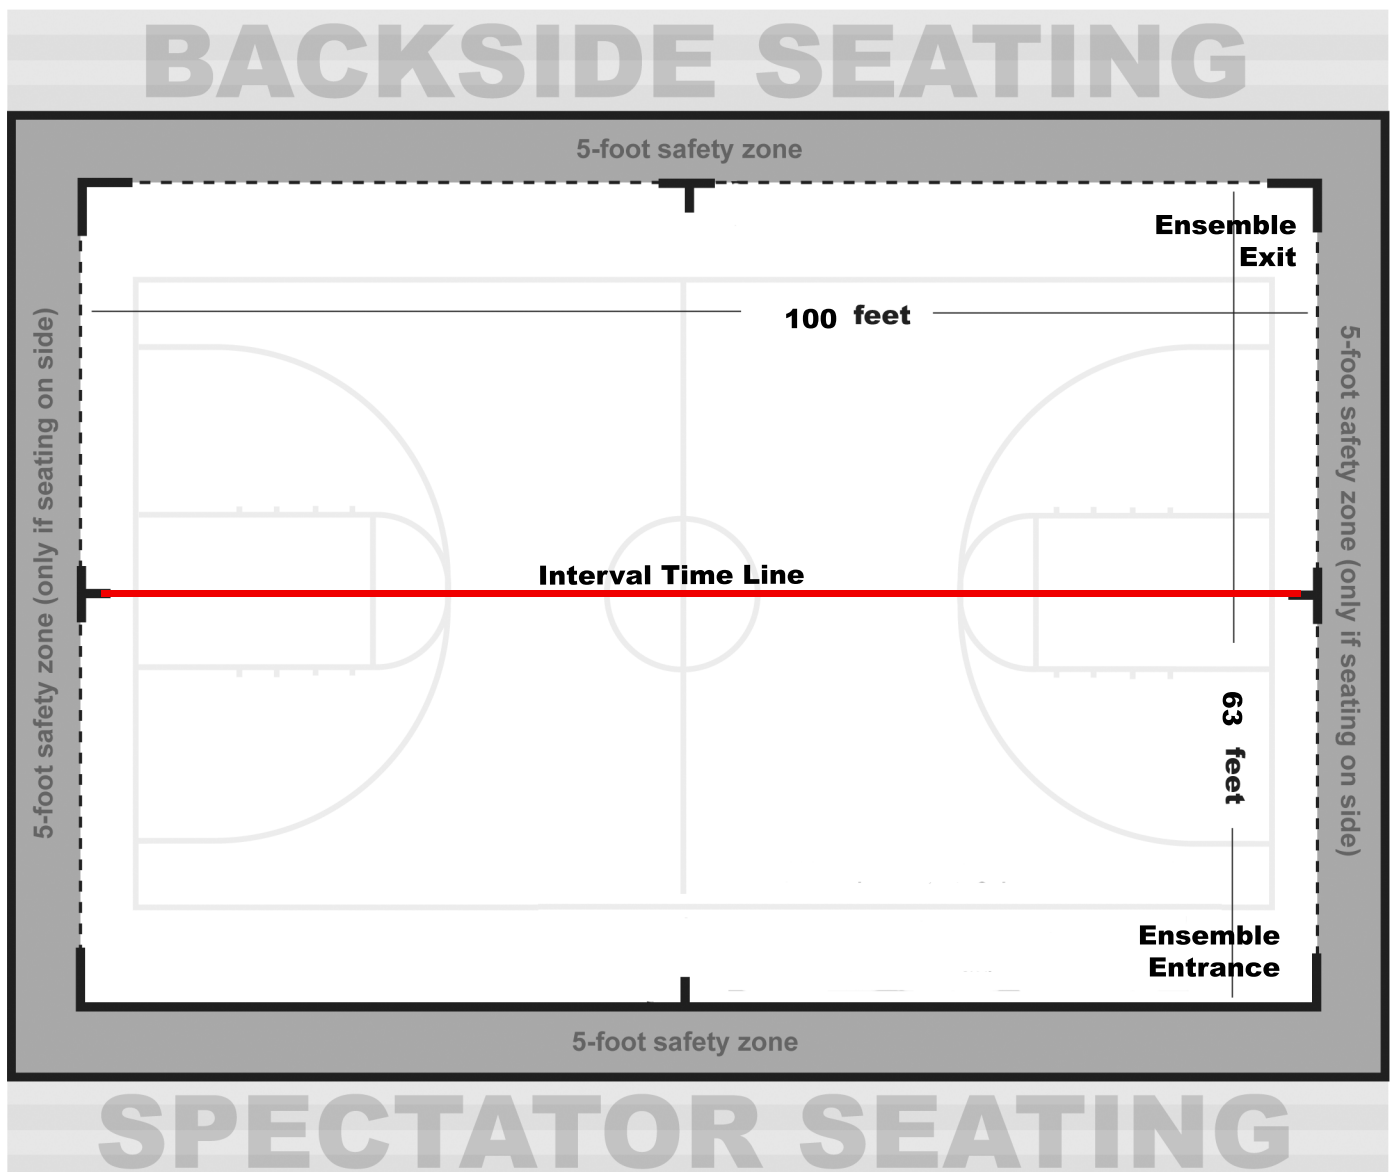 BACKSIDE SEATING
5-foot safety zone
Ensemble
Exit
100 feet
5-foot safety zone (only if seating on side)
5-foot safety zone (only if seating on side)
Interval Time Line
63 feet
Ensemble
Entrance
5-foot safety zone
SPECTATOR SEATING